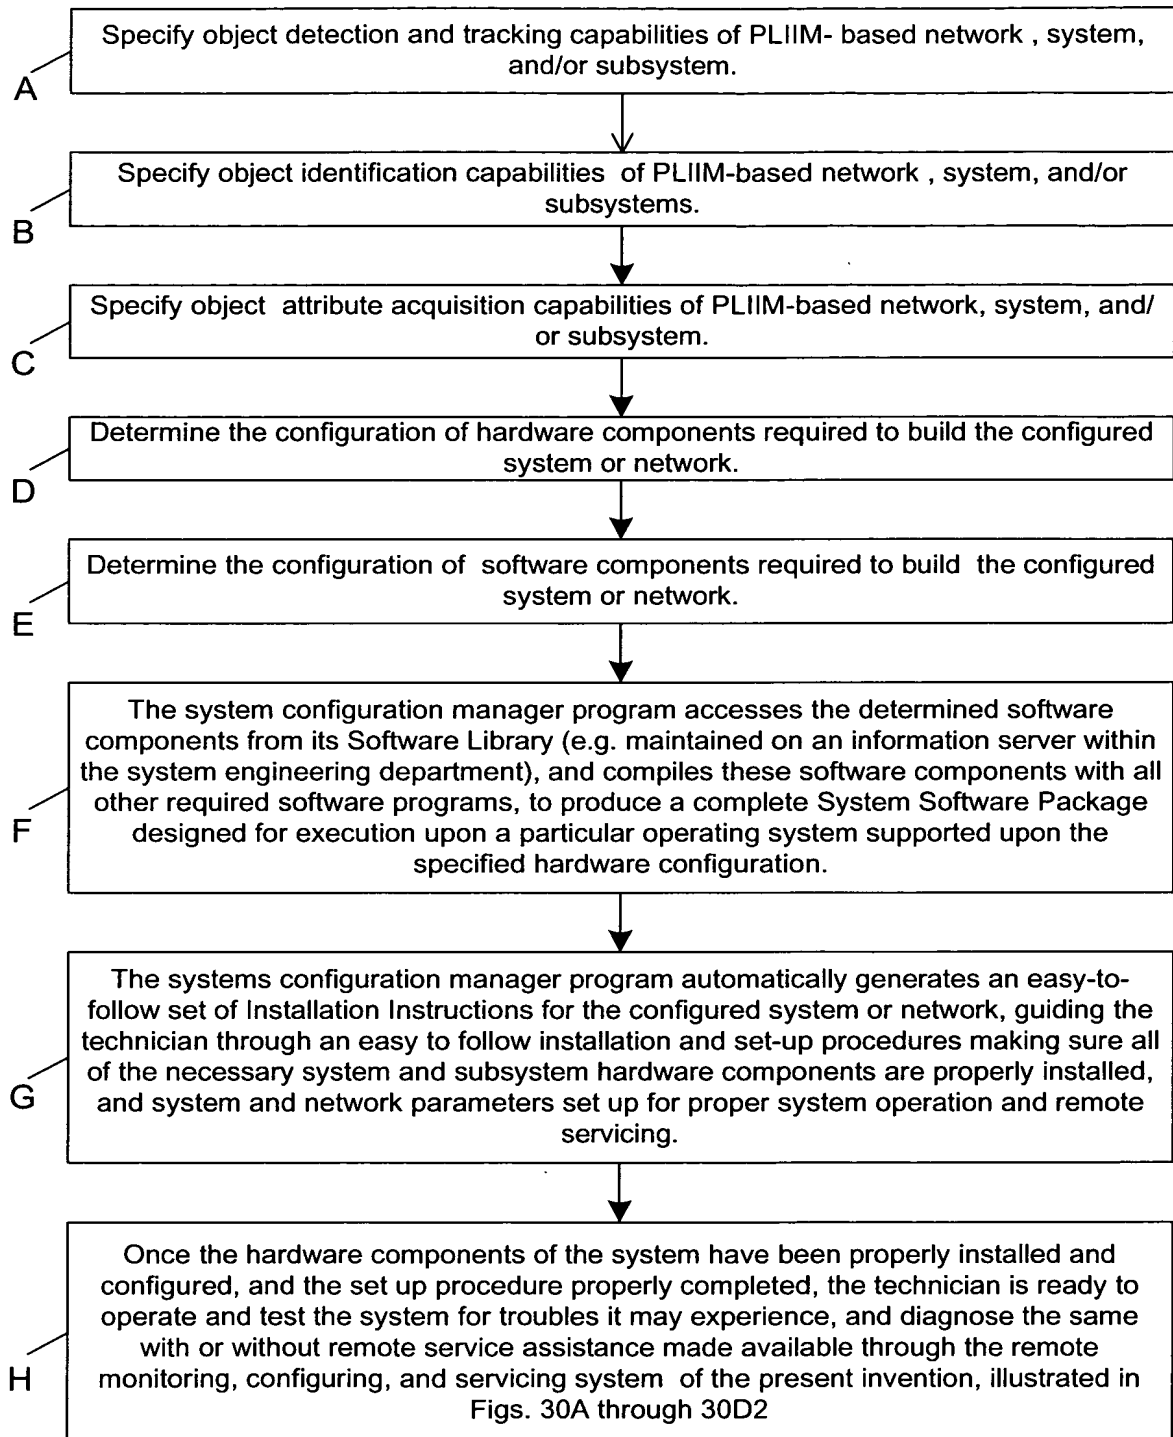 Specify object detection and tracking capabilities of PLIIM- based network , system,
and/or subsystem.
A
Specify object identification capabilities of PLIIM-based network , system, and/or
subsystems.
B
Specify object attribute acquisition capabilities of PLIIM-based network, system, and/
or subsystem.
C
Determine the configuration of hardware components required to build the configured
system or network.
D
Determine the configuration of software components required to build the configured
system or network.
E
The system configuration manager program accesses the determined software
components from its Software Library (e.g. maintained on an information server within
the system engineering department), and compiles these software components with all
other required software programs, to produce a complete System Software Package
designed for execution upon a particular operating system supported upon the
specified hardware configuration.
F
The systems configuration manager program automatically generates an easy-to-
follow set of Installation Instructions for the configured system or network, guiding the
technician through an easy to follow installation and set-up procedures making sure all
of the necessary system and subsystem hardware components are properly installed,
and system and network parameters set up for proper system operation and remote
servicing.
G
Once the hardware components of the system have been properly installed and
configured, and the set up procedure properly completed, the technician is ready to
operate and test the system for troubles it may experience, and diagnose the same
with or without remote service assistance made available through the remote
monitoring, configuring, and servicing system of the present invention, illustrated in
Figs. 30A through 30D2
H